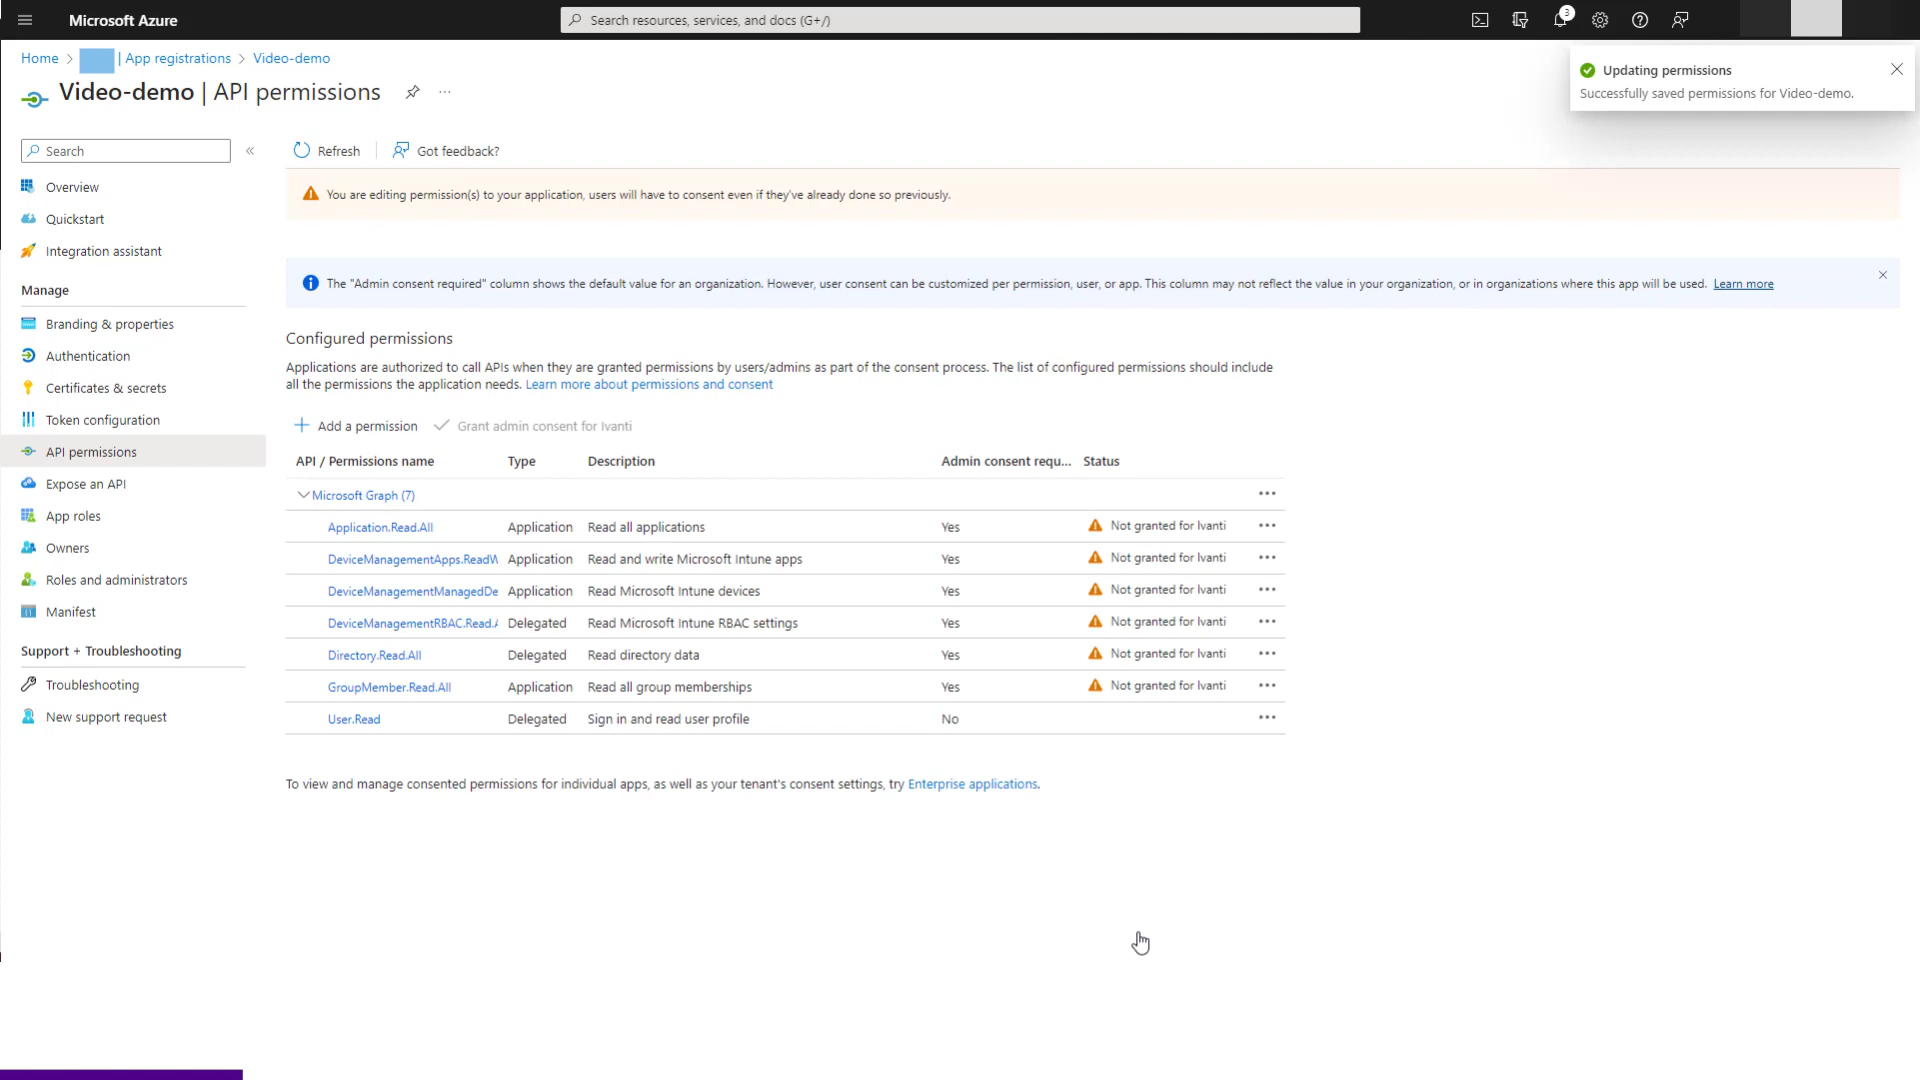 Microsoft Azure
Search resources, services, and docs (G+/)
3
Home > | App registrations > Video-demo
Updating permissions
Successfully saved permissions for Video-demo.
Video-demo | API permissions
Search
Refresh
Got feedback?
You are editing permission(s) to your application, users will have to consent even if they've already done so previously.
Overview
Quickstart
Integration assistant
The "Admin consent required" column shows the default value for an organization. However, user consent can be customized per permission, user, or app. This column may not reflect the value in your organization, or in organizations where this app will be used. Learn more
Manage
Branding & properties
Authentication
Certificates & secrets
Token configuration
API permissions
Expose an API
App roles
Owners
Roles and administrators
Manifest
Support + Troubleshooting
Troubleshooting
New support request
Configured permissions
Applications are authorized to call APIs when they are granted permissions by users/admins as part of the consent process. The list of configured permissions should include
all the permissions the application needs. Learn more about permissions and consent
Add a permission Grant admin consent for Ivanti
API / Permissions name Type Description Admin consent requ... Status
Microsoft Graph (7)
Application.Read.All Application Read all applications Yes Not granted for Ivanti
DeviceManagementApps.ReadW Application Read and write Microsoft Intune apps Yes Not granted for Ivanti
DeviceManagementManagedDe Application Read Microsoft Intune devices Yes Not granted for Ivanti
DeviceManagementRBAC.Read.A Delegated Read Microsoft Intune RBAC settings Yes Not granted for Ivanti
Directory.Read.All Delegated Read directory data Yes Not granted for Ivanti
GroupMember.Read.All Application Read all group memberships Yes Not granted for Ivanti
User.Read Delegated Sign in and read user profile No
To view and manage consented permissions for individual apps, as well as your tenant's consent settings, try Enterprise applications.